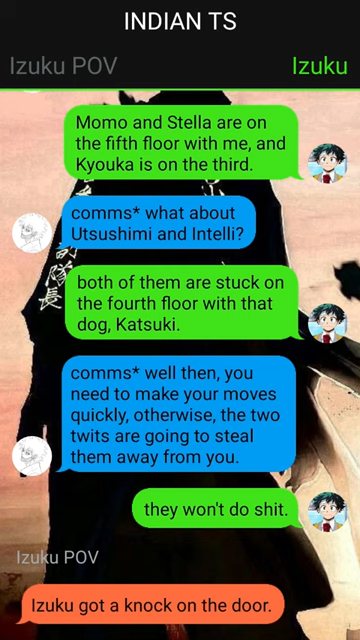 INDIAN TS
Izuku POV
Izuku
Momo and Stella are on
the fifth floor with me, and
Kyouka is on the third.
comms* what about
Utsushimi and Intelli?
both of them are stuck on
the fourth floor with that
dog, Katsuki.
comms* well then, you
need to make your moves
quickly, otherwise, the two
twits are going to steal
them away from you.
they won't do shit.
Izuku POV
Izuku got a knock on the door.
隊長